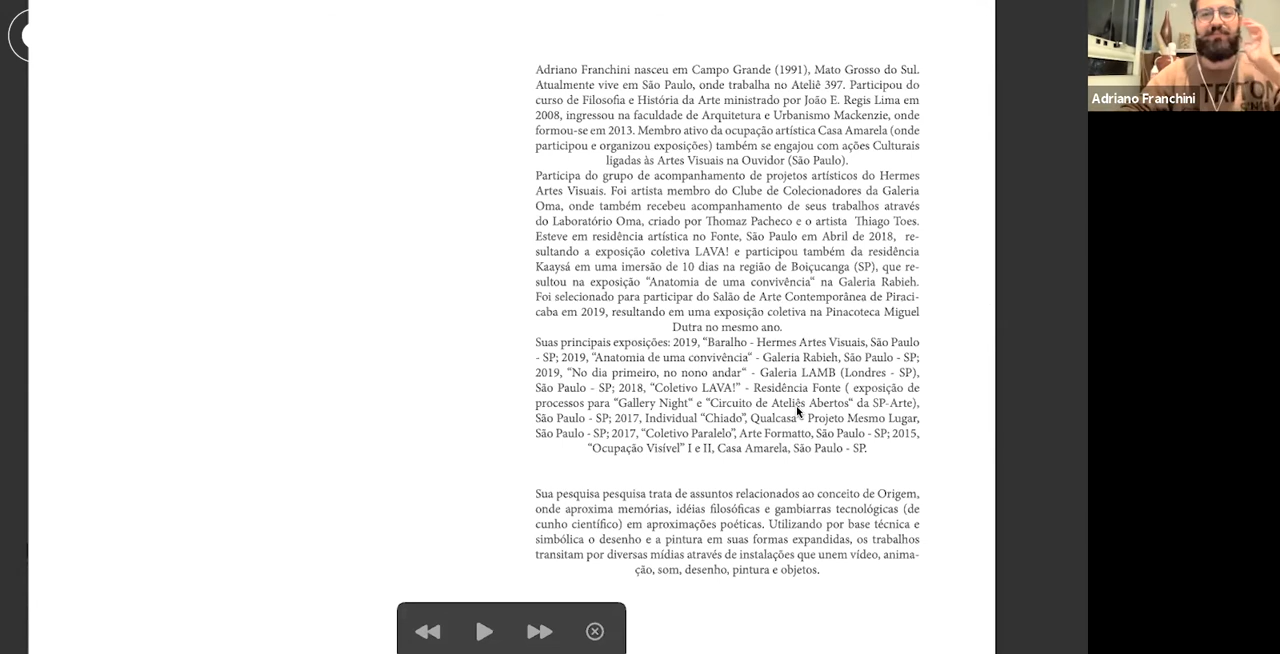 Adriano Franchini nasceu em Campo Grande (1991), Mato Grosso do Sul.
Atualmente vive em São Paulo, onde trabalha no Ateliê 397. Participou do
curso de Filosofia e História da Arte ministrado por João E. Regis Lima em
2008, ingressou na faculdade de Arquitetura e Urbanismo Mackenzie, onde
formou-se em 2013. Membro ativo da ocupação artística Casa Amarela (onde
participou e organizou exposições) também se engajou com ações Culturais
ligadas às Artes Visuais na Ouvidor (São Paulo).
Participa do grupo de acompanhamento de projetos artísticos do Hermes
Artes Visuais. Foi artista membro do Clube de Colecionadores da Galeria
Oma, onde também recebeu acompanhamento de seus trabalhos através
do Laboratório Oma, criado por Thomaz Pacheco e o artista Thiago Toes.
Esteve em residência artística no Fonte, São Paulo em Abril de 2018, re-
sultando a exposição coletiva LAVA! e participou também da residência
Kaaysá em uma imersão de 10 dias na região de Boiçucanga (SP), que re-
sultou na exposição “Anatomia de uma convivência“ na Galeria Rabieh.
Foi selecionado para participar do Salão de Arte Contemporânea de Piraci-
caba em 2019, resultando em uma exposição coletiva na Pinacoteca Miguel
Dutra no mesmo ano.
Suas principais exposições: 2019, “Baralho - Hermes Artes Visuais, São Paulo
- SP; 2019, “Anatomia de uma convivência“ - Galeria Rabieh, São Paulo - SP;
2019, “No dia primeiro, no nono andar“ - Galeria LAMB (Londres - SP),
São Paulo - SP; 2018, “Coletivo LAVA!” - Residência Fonte ( exposição de
processos para “Gallery Night“ e “Circuito de Ateliês Abertos“ da SP-Arte),
São Paulo - SP; 2017, Individual “Chiado”, Qualcasa - Projeto Mesmo Lugar,
São Paulo - SP; 2017, “Coletivo Paralelo”, Arte Formatto, São Paulo - SP; 2015,
“Ocupação Visível” I e II, Casa Amarela, São Paulo - SP.
Sua pesquisa pesquisa trata de assuntos relacionados ao conceito de Origem,
onde aproxima memórias, idéias filosóficas e gambiarras tecnológicas (de
cunho científico) em aproximações poéticas. Utilizando por base técnica e
simbólica o desenho e a pintura em suas formas expandidas, os trabalhos
transitam por diversas mídias através de instalações que unem vídeo, anima-
ção, som, desenho, pintura e objetos.
TRITON
Adriano Franchini